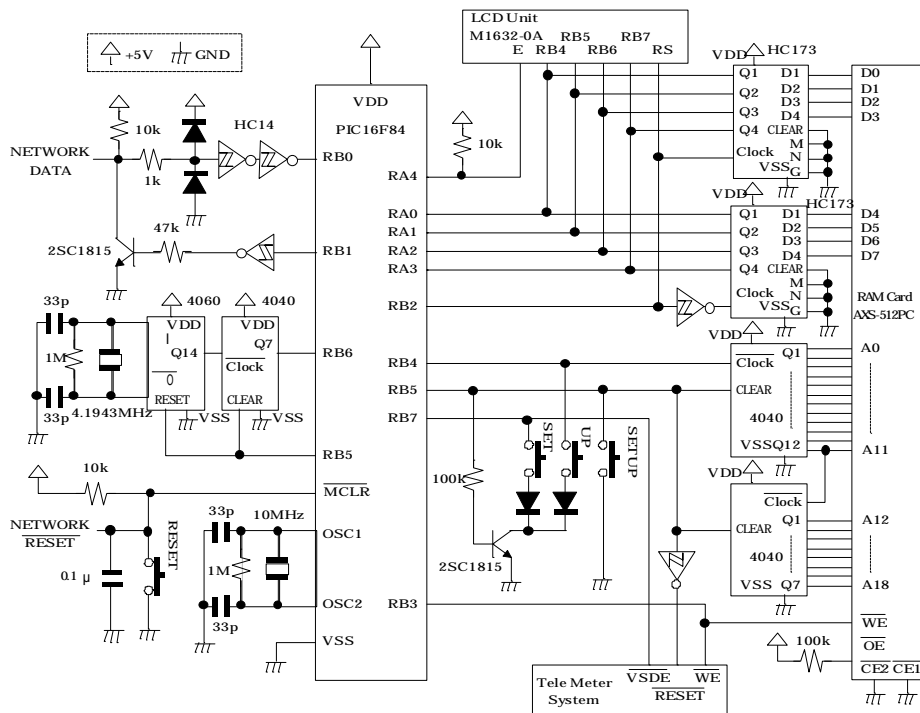 LCD Unit
M1632-0A
E RB4 RB5 RB6 RB7 RS
+5V GND
VDD HC173
Q1 D1 D0
Q2 D2 D1
Q3 D3 D2
Q4 D4 D3
CLEAR
M
Clock N
VSS G
VDD
PIC16F84
10k
HC14
NETWORK
DATA
1k
RB0
10k
RA4
VDD HC173
RA0 Q1 D1 D4
RA1 Q2 D2 D5
RA2 Q3 D3 D6
RA3 Q4 D4 D7
CLEAR
M
Clock N
VSS G
47k
2SC1815
RB1
RB2
RAM Card
AXS-512PC
33p
4060 4040
VDD VDD
I Q14 Q7
1M
0 Clock
RESET CLEAR
VSS VSS
33p
4.1943MHz
RB6
RB5
VDD
RB4 Clock Q1 A0
RB5 CLEAR
4040
RB7
VSS Q12 A11
SET
UP
SETUP
100k
2SC1815
VDD
Clock
CLEAR Q1 A12
4040
VSS Q7 A18
10k
MCLR
NETWORK
RESET
RESET
0.1 μ
33p 10MHz
1M
33p
OSC1
OSC2
VSS
RB3
WE
100k
OE
CE2 CE1
Tele Meter
System
VSDE RESET WE